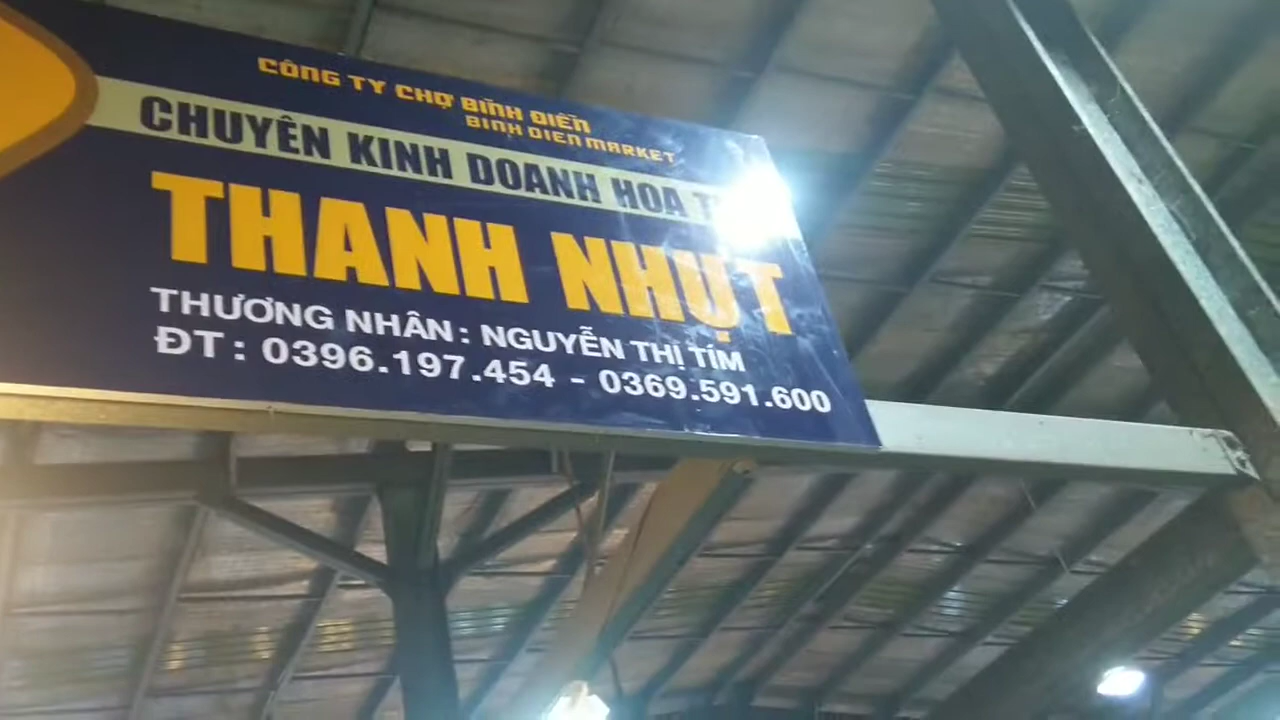 CÔNG TY CHỢ BÌNH ĐIỀN
BINH DIEN MARKET
CHUYÊN KINH DOANH HOA
THANH NHỰT
THƯƠNG NHÂN : NGUYỄN THỊ TÍM
ĐT : 0396.197.454 - 0369.591.600